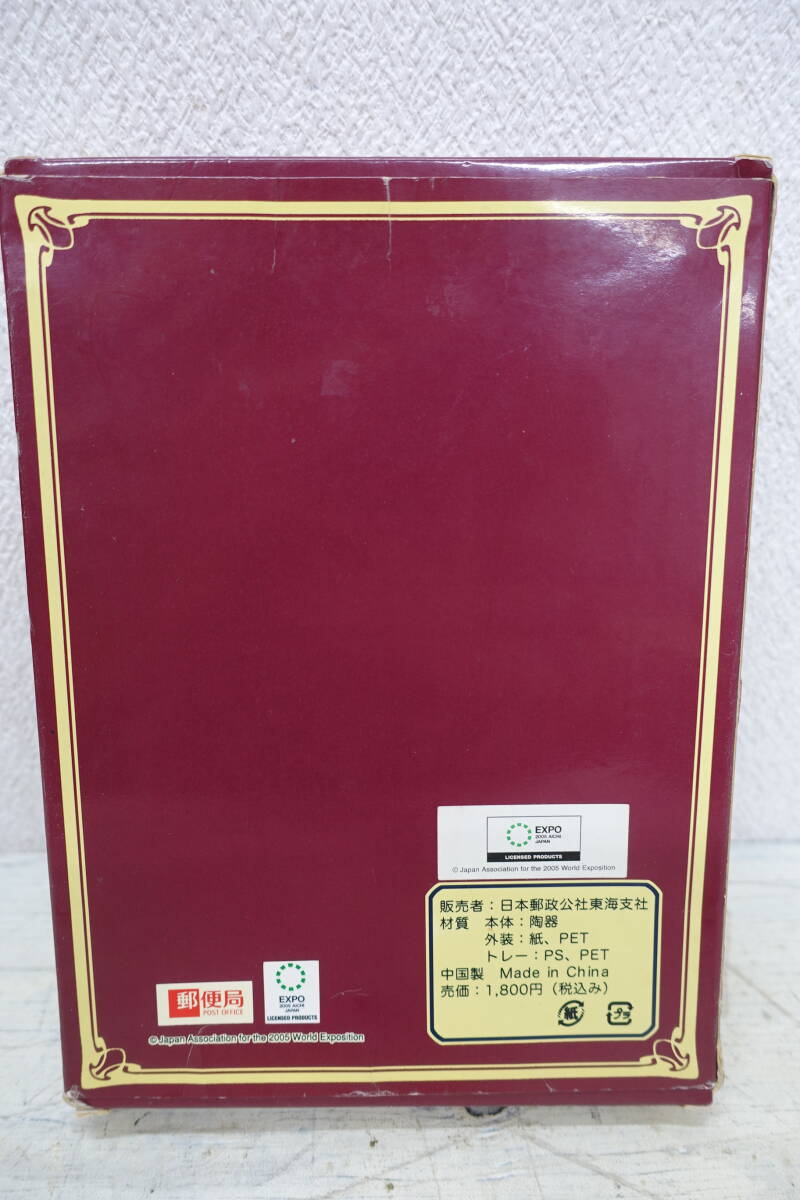 EXPO
2005 AICHI
JAPAN
LICENSED PRODUCTS
© Japan Association for the 2005 World Exposition
販売者：日本郵政公社東海支社
材質　本体：陶器
外装：紙、PET
トレー：PS、PET
中国製　Made in China
売価：1,800円（税込み）
紙
プラ
郵便局
POST OFFICE
EXPO
2005 AICHI
JAPAN
LICENSED PRODUCTS
© Japan Association for the 2005 World Exposition